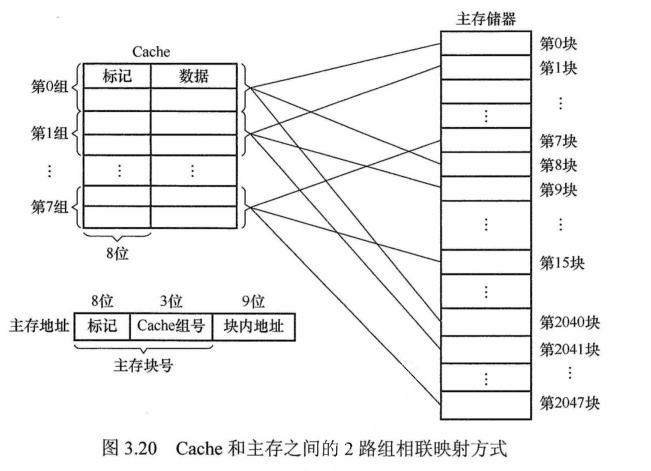 主存储器
Cache
标记 数据
第0组
第1组
⋮ ⋮ ⋮
第7组
8位
第0块
第1块
⋮ ⋮
第7块
第8块
第9块
⋮ ⋮
第15块
⋮
第2040块
第2041块
⋮ ⋮
第2047块
8位 3位 9位
主存地址 标记 Cache组号 块内地址
主存块号
图 3.20 Cache 和主存之间的 2 路组相联映射方式